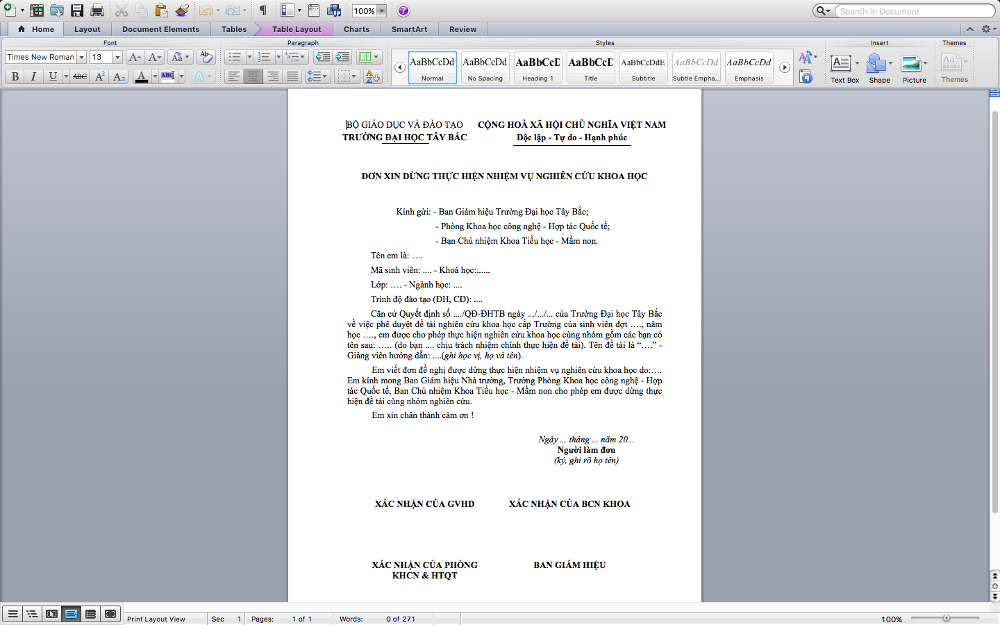 100%
Search in Document
Home Layout Document Elements Tables Table Layout Charts SmartArt Review
Font Paragraph Styles Insert Themes
Times New Roman 13 Aa Ab
AaBbCcDd AaBbCcDd AaBbCcD AaBbCcD AaBbCcDdE AaBbCcDd AaBbCcDd
B I U ABC A² A₂ A ABC A
Normal No Spacing Heading 1 Title Subtitle Subtle Empha... Emphasis
Text Box Shape Picture Themes
BỘ GIÁO DỤC VÀ ĐÀO TẠO CỘNG HOÀ XÃ HỘI CHỦ NGHĨA VIỆT NAM
TRƯỜNG ĐẠI HỌC TÂY BẮC Độc lập - Tự do - Hạnh phúc
ĐƠN XIN DỪNG THỰC HIỆN NHIỆM VỤ NGHIÊN CỨU KHOA HỌC
Kính gửi: - Ban Giám hiệu Trường Đại học Tây Bắc;
- Phòng Khoa học công nghệ - Hợp tác Quốc tế;
- Ban Chủ nhiệm Khoa Tiểu học - Mầm non.
Tên em là: ….
Mã sinh viên: .... - Khoá học:......
Lớp: …. - Ngành học: ....
Trình độ đào tạo (ĐH, CĐ): ....
Căn cứ Quyết định số ..../QĐ-ĐHTB ngày .../.../... của Trường Đại học Tây Bắc
về việc phê duyệt đề tài nghiên cứu khoa học cấp Trường của sinh viên đợt …., năm
học …., em được cho phép thực hiện nghiên cứu khoa học cùng nhóm gồm các bạn có
tên sau: ….. (do bạn .... chịu trách nhiệm chính thực hiện đề tài). Tên đề tài là “….” -
Giảng viên hướng dẫn: ....(ghi học vị, họ và tên).
Em viết đơn đề nghị được dừng thực hiện nhiệm vụ nghiên cứu khoa học do:….
Em kính mong Ban Giám hiệu Nhà trường, Trưởng Phòng Khoa học công nghệ - Hợp
tác Quốc tế, Ban Chủ nhiệm Khoa Tiểu học - Mầm non cho phép em được dừng thực
hiện đề tài cùng nhóm nghiên cứu.
Em xin chân thành cảm ơn !
Ngày ... tháng ... năm 20...
Người làm đơn
(ký, ghi rõ họ tên)
XÁC NHẬN CỦA GVHD XÁC NHẬN CỦA BCN KHOA
XÁC NHẬN CỦA PHÒNG BAN GIÁM HIỆU
KHCN & HTQT
Print Layout View Sec 1 Pages: 1 of 1 Words: 0 of 271 100%